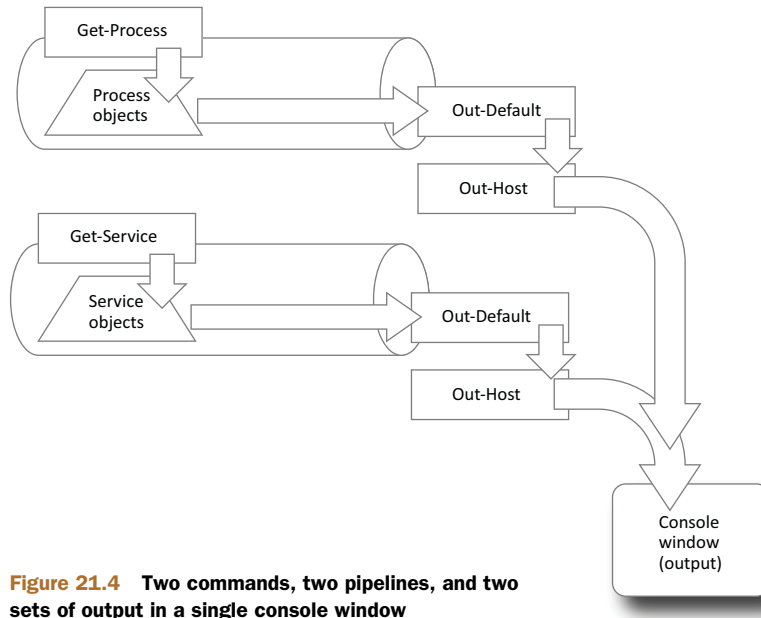 Get-Process
Process
objects
Out-Default
Out-Host
Get-Service
Service
objects
Out-Default
Out-Host
Console
window
(output)
Figure 21.4 Two commands, two pipelines, and two
sets of output in a single console window